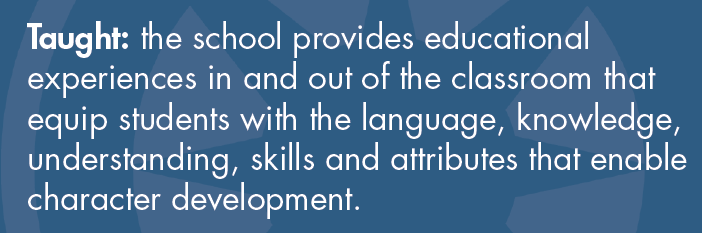 Taught: the school provides educational
experiences in and out of the classroom that
equip students with the language, knowledge,
understanding, skills and attributes that enable
character development.